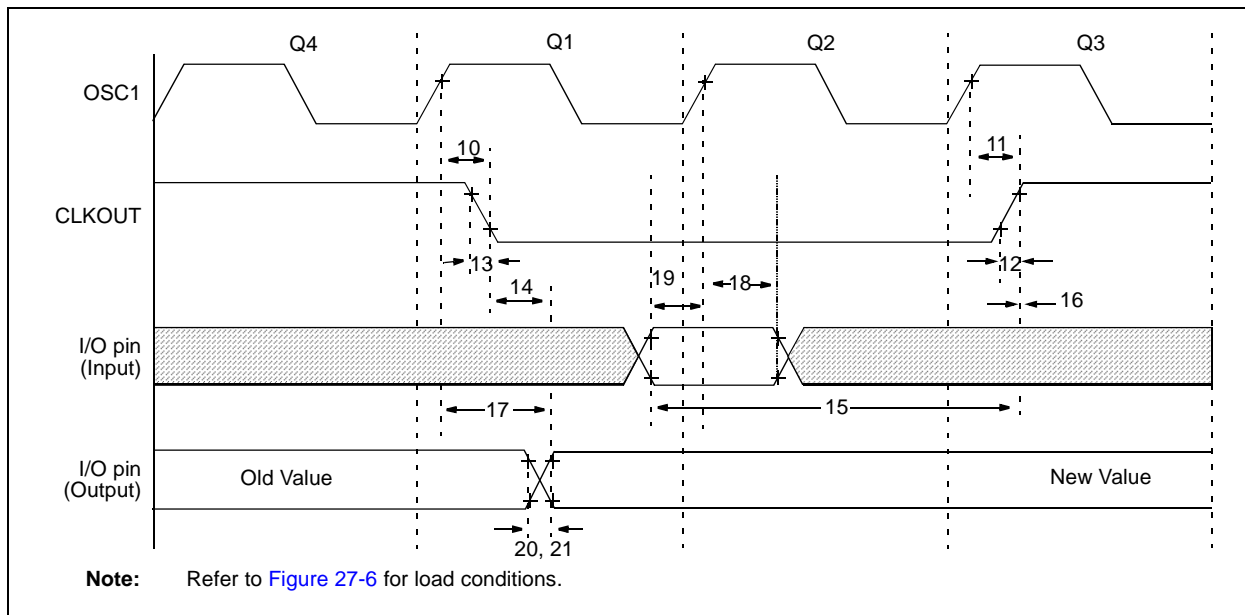 Q4 Q1 Q2 Q3
OSC1
10 11
CLKOUT
13 12
14 19 18 16
I/O pin
(Input)
17 15
I/O pin
(Output)
Old Value New Value
20, 21
Note: Refer to Figure 27-6 for load conditions.